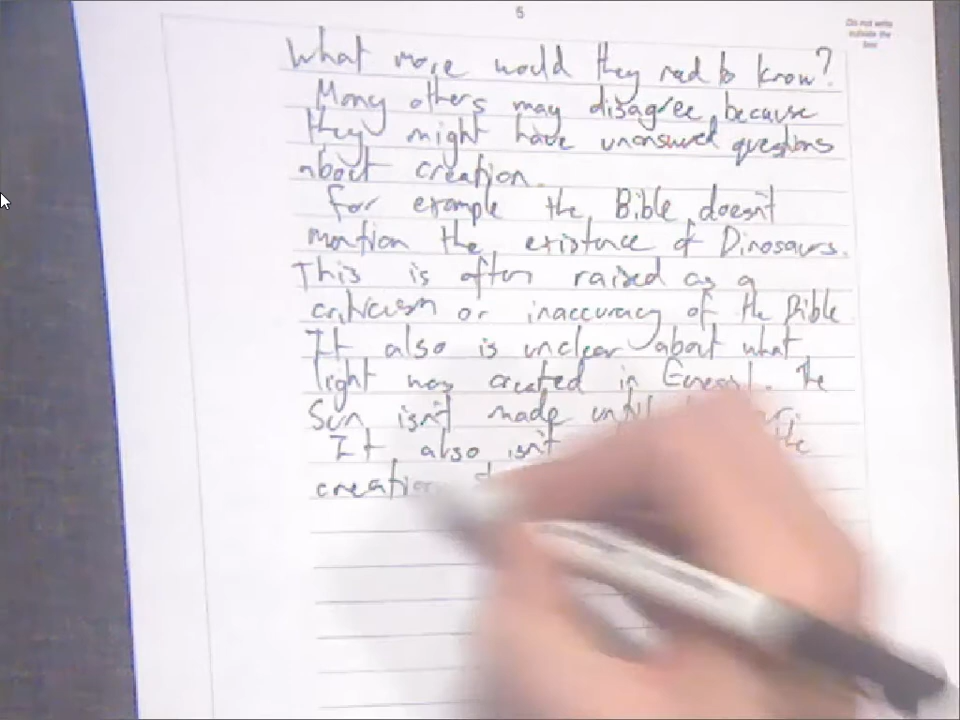 5
Do not write
outside the
box
What more would they need to know?
Many others may disagree because
they might have unanswered questions
about creation.
For example the Bible doesn't
mention the existence of Dinosaurs.
This is often raised as a
criticism or inaccuracy of the Bible
It also is unclear about what
light was created in Genesis 1. The
Sun isn't made until
It also isn't
creation